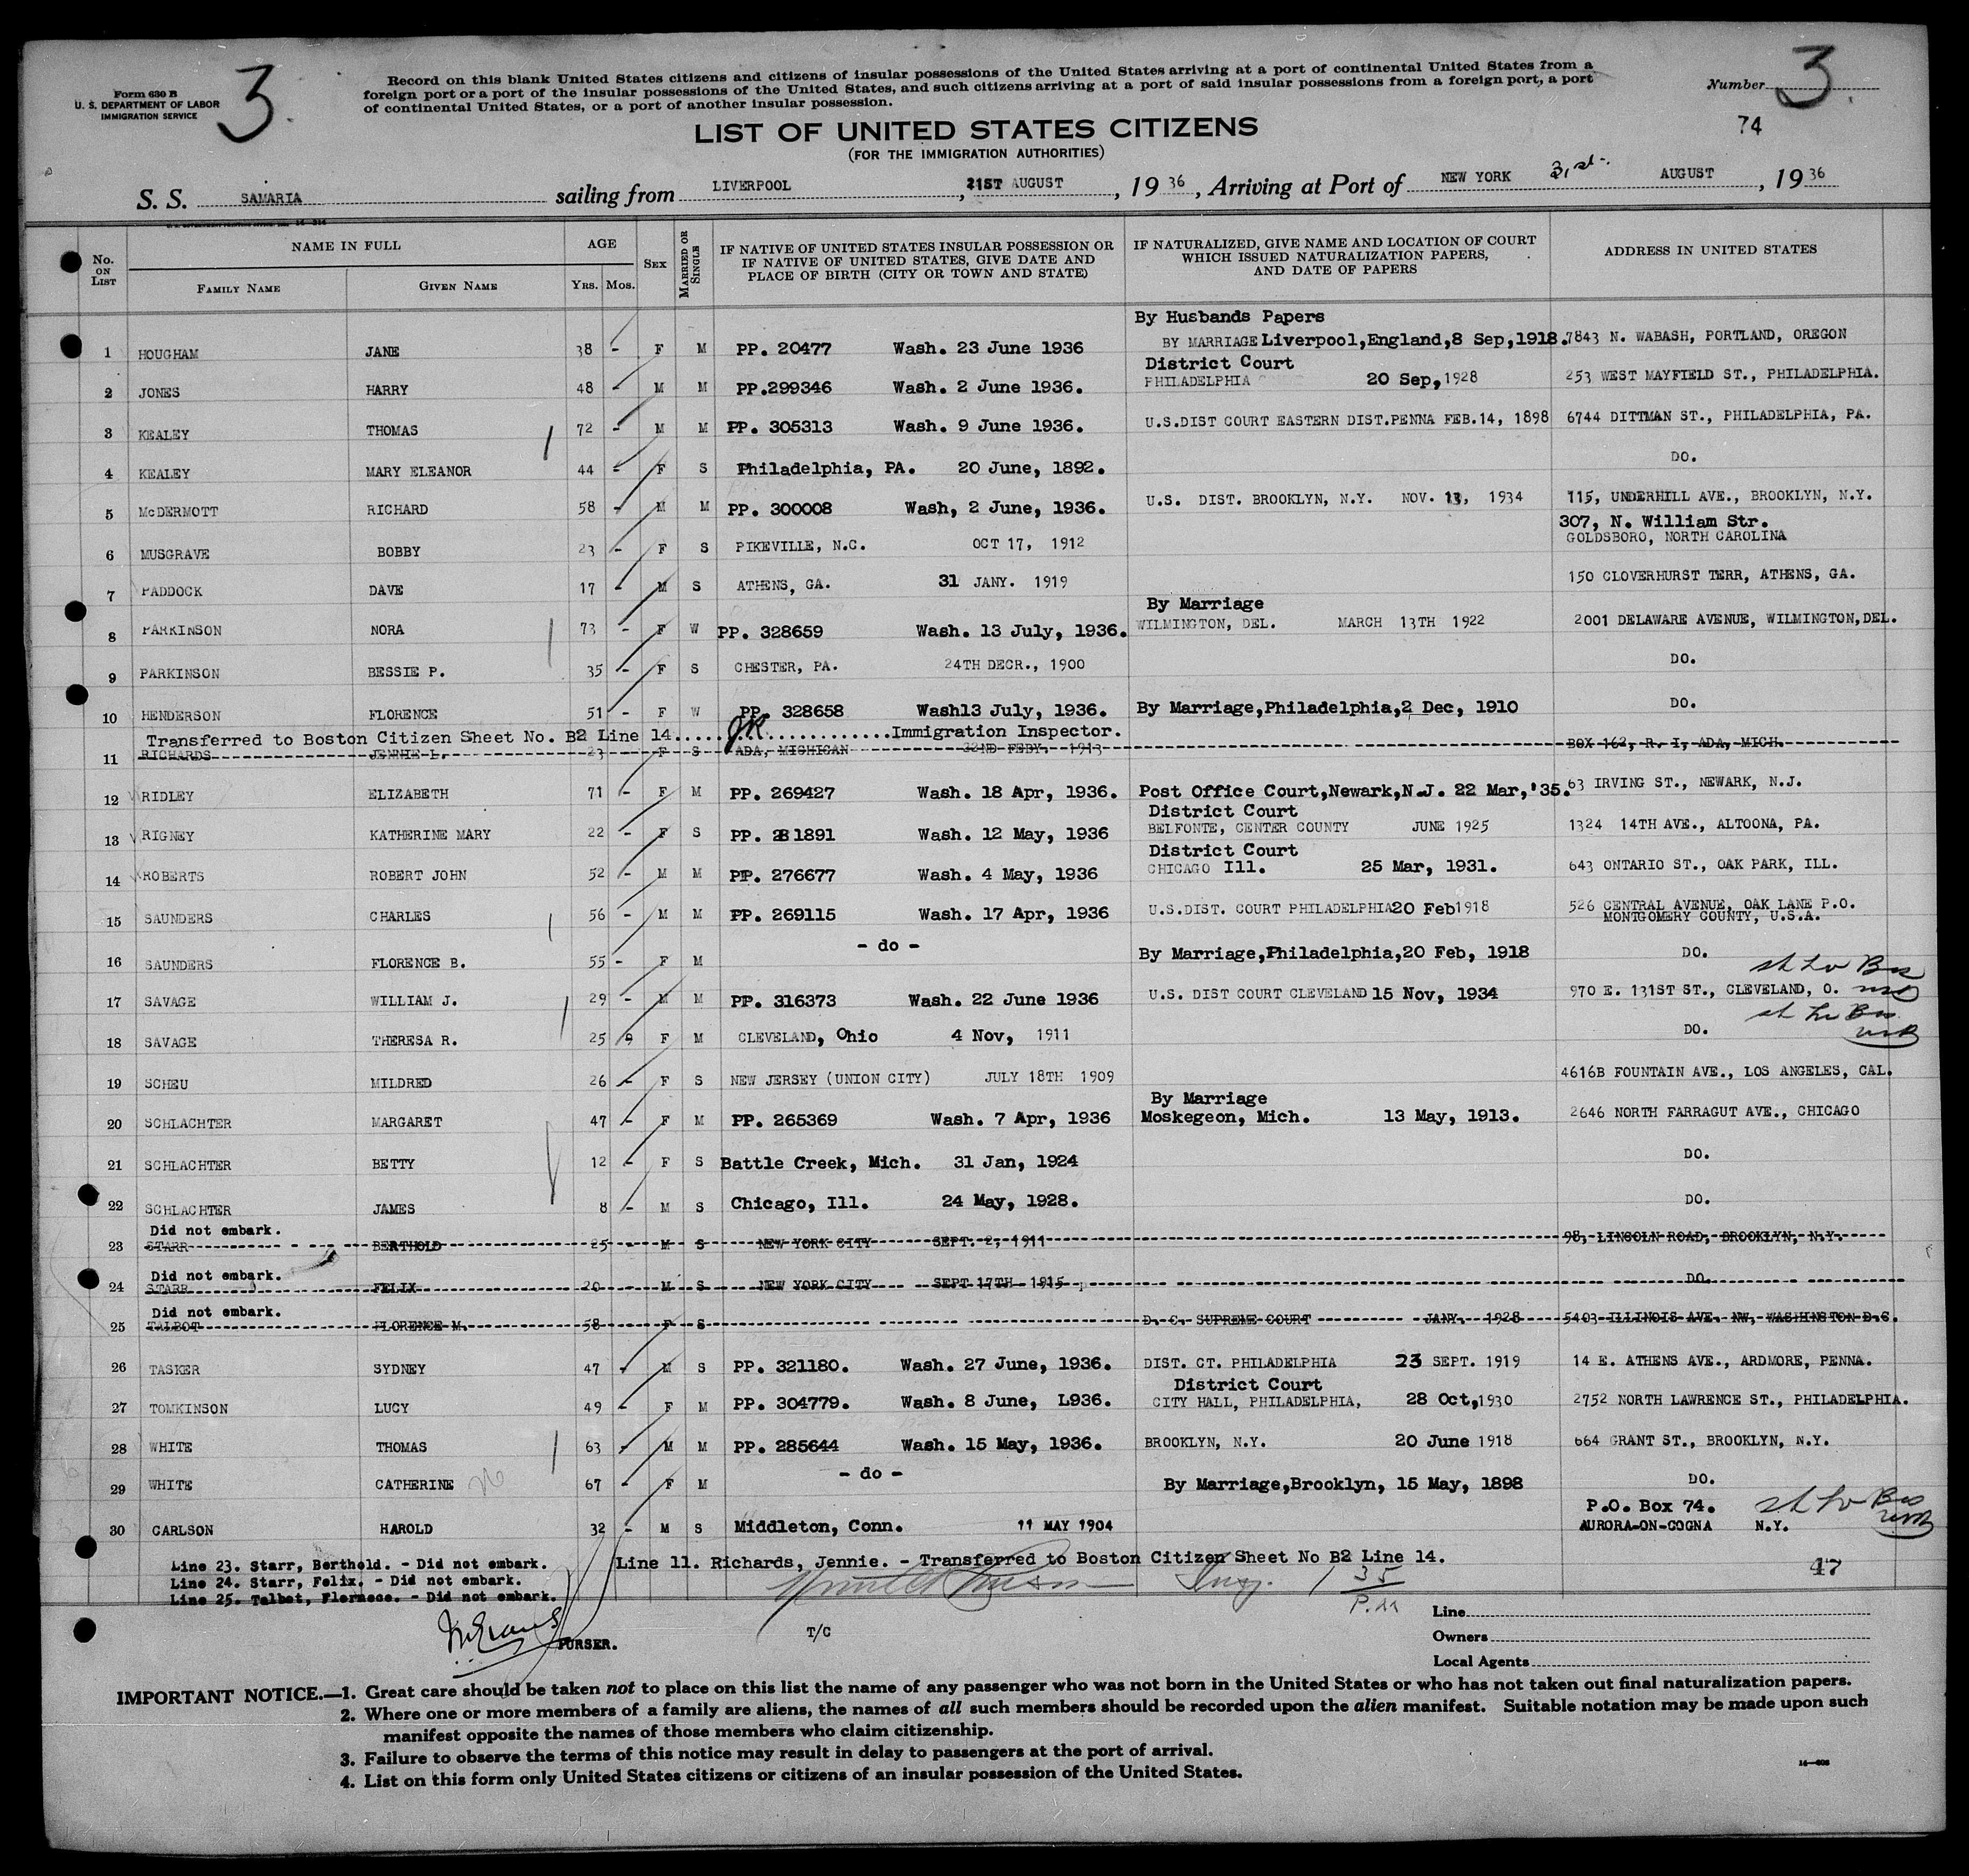 Form 630 B
U. S. DEPARTMENT OF LABOR
IMMIGRATION SERVICE
3
Record on this blank United States citizens and citizens of insular possessions of the United States arriving at a port of continental United States from a
foreign port or a port of the insular possessions of the United States, and such citizens arriving at a port of said insular possessions from a foreign port, a port
of continental United States, or a port of another insular possession.
Number 3
74
LIST OF UNITED STATES CITIZENS
(FOR THE IMMIGRATION AUTHORITIES)
S. S. SAMARIA sailing from LIVERPOOL, 21ST AUGUST, 1936, Arriving at Port of NEW YORK 31st AUGUST, 1936
No. ON LIST NAME IN FULL AGE SEX MARRIED OR SINGLE IF NATIVE OF UNITED STATES INSULAR POSSESSION OR IF NATIVE OF UNITED STATES, GIVE DATE AND PLACE OF BIRTH (CITY OR TOWN AND STATE) IF NATURALIZED, GIVE NAME AND LOCATION OF COURT WHICH ISSUED NATURALIZATION PAPERS, AND DATE OF PAPERS ADDRESS IN UNITED STATES
FAMILY NAME GIVEN NAME YRS. MOS.
By Husbands Papers
1 HOUGHAM JANE 38 - F M PP. 20477 Wash. 23 June 1936 BY MARRIAGE Liverpool,England,8 Sep,1918. 7843 N. WABASH, PORTLAND, OREGON
District Court
2 JONES HARRY 48 - M M PP.299346 Wash. 2 June 1936. PHILADELPHIA 20 Sep,1928 253 WEST MAYFIELD ST., PHILADELPHIA.
3 KEALEY THOMAS 72 - M M PP. 305313 Wash. 9 June 1936. U.S.DIST COURT EASTERN DIST.PENNA FEB.14, 1898 6744 DITTMAN ST., PHILADELPHIA, PA.
4 KEALEY MARY ELEANOR 44 - F S Philadelphia, PA. 20 June, 1892. DO.
5 McDERMOTT RICHARD 58 - M M PP. 300008 Wash, 2 June, 1936. U.S. DIST. BROOKLYN, N.Y. NOV. 13, 1934 115, UNDERHILL AVE., BROOKLYN, N.Y.
307, N. William Str.
6 MUSGRAVE BOBBY 23 - F S PIKEVILLE, N.C. OCT 17, 1912 GOLDSBORO, NORTH CAROLINA
7 PADDOCK DAVE 17 - M S ATHENS, GA. 31 JANY. 1919 150 CLOVERHURST TERR, ATHENS, GA.
By Marriage
8 PARKINSON NORA 73 - F W PP. 328659 Wash. 13 July, 1936. WILMINGTON, DEL. MARCH 13TH 1922 2001 DELAWARE AVENUE, WILMINGTON,DEL.
9 PARKINSON BESSIE P. 35 - F S CHESTER, PA. 24TH DECR., 1900 DO.
10 HENDERSON FLORENCE 51 - F W PP. 328658 Wash13 July, 1936. By Marriage,Philadelphia,2 Dec, 1910 DO.
Transferred to Boston Citizen Sheet No. B2 Line 14..................Immigration Inspector.
11 RICHARDS JENNIE L. 23 - F S ADA, MICHIGAN 22ND FEBY. 1913 BOX 162, R. I, ADA, MICH.
12 RIDLEY ELIZABETH 71 - F M PP. 269427 Wash. 18 Apr, 1936. Post Office Court,Newark,N.J. 22 Mar,'35. 63 IRVING ST., NEWARK, N.J.
District Court
13 RIGNEY KATHERINE MARY 22 - F S PP. 281891 Wash. 12 May, 1936 BELFONTE, CENTER COUNTY JUNE 1925 1324 14TH AVE., ALTOONA, PA.
District Court
14 ROBERTS ROBERT JOHN 52 - M M PP. 276677 Wash. 4 May, 1936 CHICAGO Ill. 25 Mar, 1931. 643 ONTARIO ST., OAK PARK, ILL.
15 SAUNDERS CHARLES 56 - M M PP. 269115 Wash. 17 Apr, 1936 U.S.DIST. COURT PHILADELPHIA20 Feb1918 526 CENTRAL AVENUE, OAK LANE P.O.
MONTGOMERY COUNTY, U.S.A.
16 SAUNDERS FLORENCE B. 55 - F M - do - By Marriage,Philadelphia,20 Feb, 1918 DO.
17 SAVAGE WILLIAM J. 29 - M M PP. 316373 Wash. 22 June 1936 U.S. DIST COURT CLEVELAND 15 Nov, 1934 970 E. 131ST ST., CLEVELAND, O.
18 SAVAGE THERESA R. 25 9 F M CLEVELAND, Ohio 4 Nov, 1911 DO.
19 SCHEU MILDRED 26 - F S NEW JERSEY (UNION CITY) JULY 18TH 1909 4616B FOUNTAIN AVE., LOS ANGELES, CAL.
By Marriage
20 SCHLACHTER MARGARET 47 - F M PP. 265369 Wash. 7 Apr, 1936 Moskegeon, Mich. 13 May, 1913. 2646 NORTH FARRAGUT AVE., CHICAGO
21 SCHLACHTER BETTY 12 - F S Battle Creek, Mich. 31 Jan, 1924 DO.
22 SCHLACHTER JAMES 8 - M S Chicago, Ill. 24 May, 1928. DO.
Did not embark.
23 STARR BERTHOLD 25 - M S NEW YORK CITY SEPT. 2, 1911 98, LINCOLN ROAD, BROOKLYN, N.Y.
Did not embark.
24 STARR FELIX 20 - M S NEW YORK CITY SEPT 17TH 1915 DO.
Did not embark.
25 TALBOT FLORENCE M. 58 - F S D. C. SUPREME COURT JANY. 1928 5403 ILLINOIS AVE. NW, WASHINGTON D.C.
26 TASKER SYDNEY 47 - M S PP. 321180. Wash. 27 June, 1936. DIST. CT. PHILADELPHIA 23 SEPT. 1919 14 E. ATHENS AVE., ARDMORE, PENNA.
District Court
27 TOMKINSON LUCY 49 - F M PP. 304779. Wash. 8 June, L936. CITY HALL, PHILADELPHIA, 28 Oct,1930 2752 NORTH LAWRENCE ST., PHILADELPHIA.
28 WHITE THOMAS 63 - M M PP. 285644 Wash. 15 May, 1936. BROOKLYN, N.Y. 20 June 1918 664 GRANT ST., BROOKLYN, N.Y.
29 WHITE CATHERINE 67 - F M - do - By Marriage,Brooklyn, 15 May, 1898 DO.
P.O. Box 74.
30 CARLSON HAROLD 32 - M S Middleton, Conn. 11 MAY 1904 AURORA-ON-COGNA N.Y.
Line 23. Starr, Berthold. - Did not embark. Line 11. Richards, Jennie. - Transferred to Boston Citizen Sheet No B2 Line 14.
Line 24. Starr, Felix. - Did not embark.
Line 25. Talbot, Flornece. - Did not embark.
47
35
PURSER.
T/C
Line
Owners
Local Agents
IMPORTANT NOTICE.—1. Great care should be taken not to place on this list the name of any passenger who was not born in the United States or who has not taken out final naturalization papers.
2. Where one or more members of a family are aliens, the names of all such members should be recorded upon the alien manifest. Suitable notation may be made upon such
manifest opposite the names of those members who claim citizenship.
3. Failure to observe the terms of this notice may result in delay to passengers at the port of arrival.
4. List on this form only United States citizens or citizens of an insular possession of the United States.